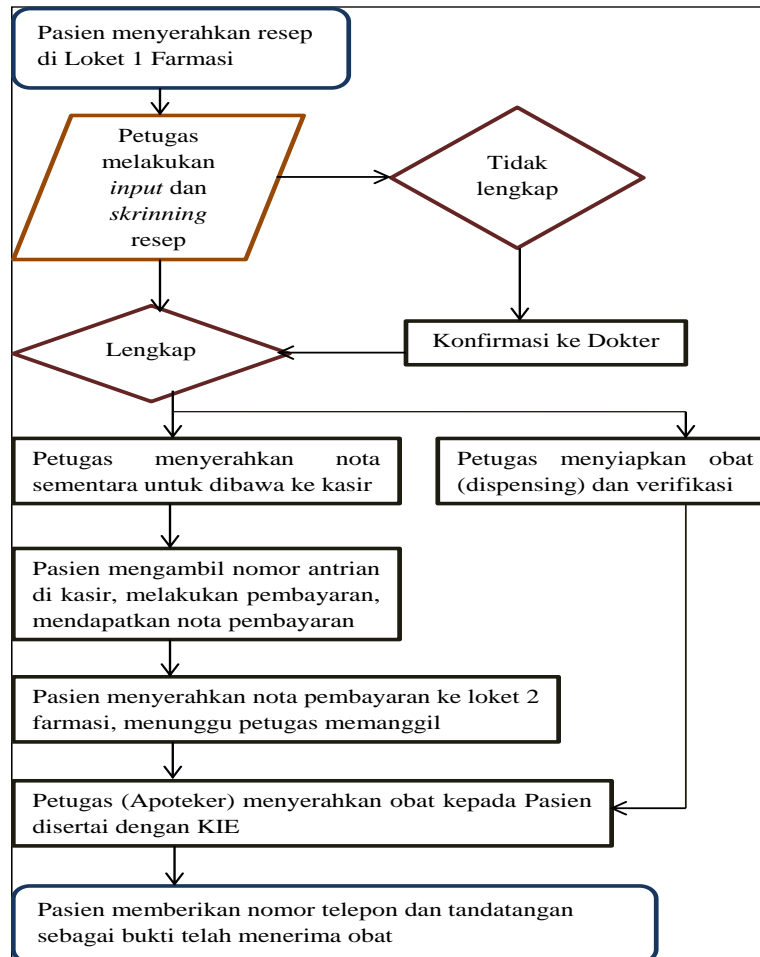 Pasien menyerahkan resep
di Loket 1 Farmasi
Petugas
melakukan
input dan
skrinning
resep
Tidak
lengkap
Konfirmasi ke Dokter
Lengkap
Petugas menyerahkan nota
sementara untuk dibawa ke kasir
Petugas menyiapkan obat
(dispensing) dan verifikasi
Pasien mengambil nomor antrian
di kasir, melakukan pembayaran,
mendapatkan nota pembayaran
Pasien menyerahkan nota pembayaran ke loket 2
farmasi, menunggu petugas memanggil
Petugas (Apoteker) menyerahkan obat kepada Pasien
disertai dengan KIE
Pasien memberikan nomor telepon dan tandatangan
sebagai bukti telah menerima obat